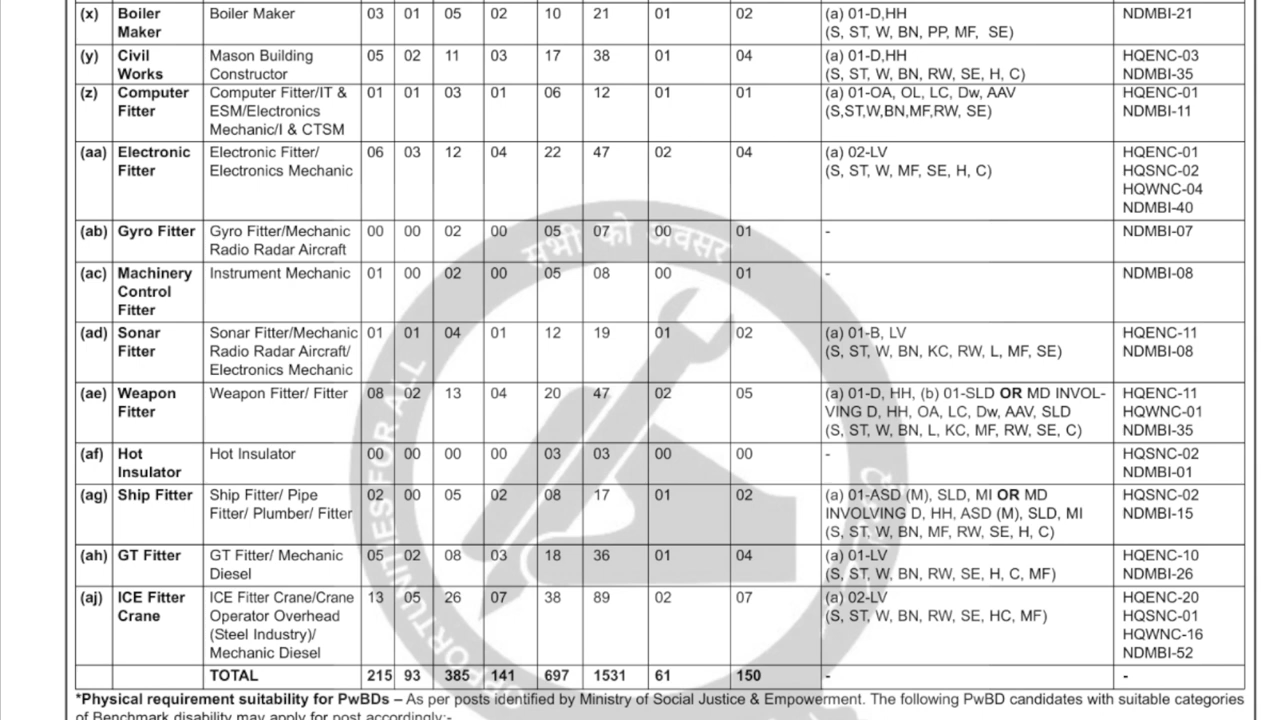 (x) Boiler Maker Boiler Maker 03 01 05 02 10 21 01 02 (a) 01-D,HH (S, ST, W, BN, PP, MF, SE) NDMBI-21
(y) Civil Works Mason Building Constructor 05 02 11 03 17 38 01 04 (a) 01-D,HH (S, ST, W, BN, RW, SE, H, C) HQENC-03 NDMBI-35
(z) Computer Fitter Computer Fitter/IT & ESM/Electronics Mechanic/I & CTSM 01 01 03 01 06 12 01 01 (a) 01-OA, OL, LC, Dw, AAV (S,ST,W,BN,MF,RW, SE) HQENC-01 NDMBI-11
(aa) Electronic Fitter Electronic Fitter/ Electronics Mechanic 06 03 12 04 22 47 02 04 (a) 02-LV (S, ST, W, MF, SE, H, C) HQENC-01 HQSNC-02 HQWNC-04 NDMBI-40
(ab) Gyro Fitter Gyro Fitter/Mechanic Radio Radar Aircraft 00 00 02 00 05 07 00 01 - NDMBI-07
(ac) Machinery Control Fitter Instrument Mechanic 01 00 02 00 05 08 00 01 - NDMBI-08
(ad) Sonar Fitter Sonar Fitter/Mechanic Radio Radar Aircraft/ Electronics Mechanic 01 01 04 01 12 19 01 02 (a) 01-B, LV (S, ST, W, BN, KC, RW, L, MF, SE) HQENC-11 NDMBI-08
(ae) Weapon Fitter Weapon Fitter/ Fitter 08 02 13 04 20 47 02 05 (a) 01-D, HH, (b) 01-SLD OR MD INVOL-VING D, HH, OA, LC, Dw, AAV, SLD (S, ST, W, BN, L, KC, MF, RW, SE, C) HQENC-11 HQWNC-01 NDMBI-35
(af) Hot Insulator Hot Insulator 00 00 00 00 03 03 00 00 - HQSNC-02 NDMBI-01
(ag) Ship Fitter Ship Fitter/ Pipe Fitter/ Plumber/ Fitter 02 00 05 02 08 17 01 02 (a) 01-ASD (M), SLD, MI OR MD INVOLVING D, HH, ASD (M), SLD, MI (S, ST, W, BN, MF, RW, SE, H, C) HQSNC-02 NDMBI-15
(ah) GT Fitter GT Fitter/ Mechanic Diesel 05 02 08 03 18 36 01 04 (a) 01-LV (S, ST, W, BN, RW, SE, H, C, MF) HQENC-10 NDMBI-26
(aj) ICE Fitter Crane ICE Fitter Crane/Crane Operator Overhead (Steel Industry)/ Mechanic Diesel 13 05 26 07 38 89 02 07 (a) 02-LV (S, ST, W, BN, RW, SE, HC, MF) HQENC-20 HQSNC-01 HQWNC-16 NDMBI-52
TOTAL 215 93 385 141 697 1531 61 150 - -
*Physical requirement suitability for PwBDs – As per posts identified by Ministry of Social Justice & Empowerment. The following PwBD candidates with suitable categories
of Benchmark disability may apply for post accordingly:-
सभी को अवसर
OPPORTUNITIES FOR ALL